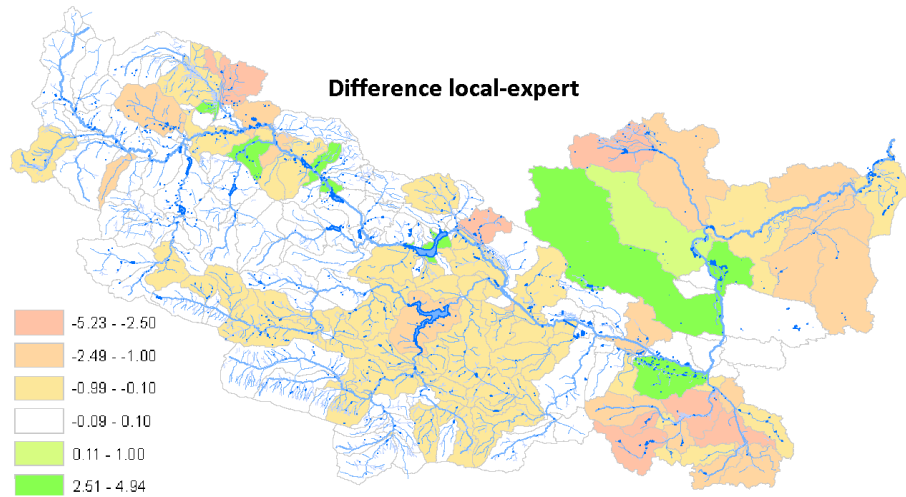 Difference local-expert
-5.23 - -2.50
-2.49 - -1.00
-0.99 - -0.10
-0.09 - 0.10
0.11 - 1.00
2.51 - 4.94